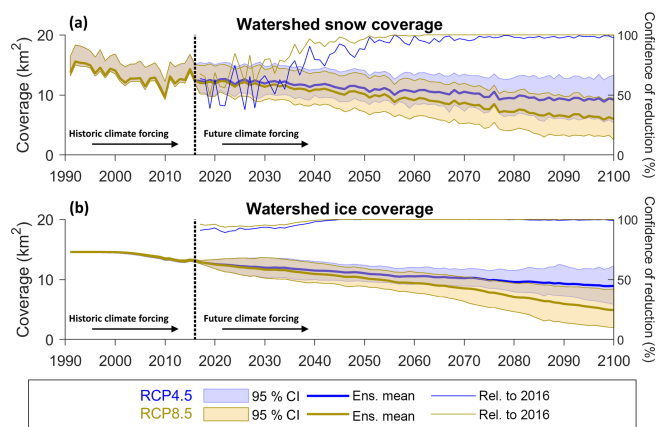 (a)
Watershed snow coverage
20
10
0
Coverage (km²)
100
50
0
Confidence of reduction (%)
Historic climate forcing
Future climate forcing
1990 2000 2010 2020 2030 2040 2050 2060 2070 2080 2090 2100
(b)
Watershed ice coverage
20
10
0
Coverage (km²)
100
50
0
Confidence of reduction (%)
Historic climate forcing
Future climate forcing
1990 2000 2010 2020 2030 2040 2050 2060 2070 2080 2090 2100
RCP4.5 95 % CI Ens. mean Rel. to 2016
RCP8.5 95 % CI Ens. mean Rel. to 2016